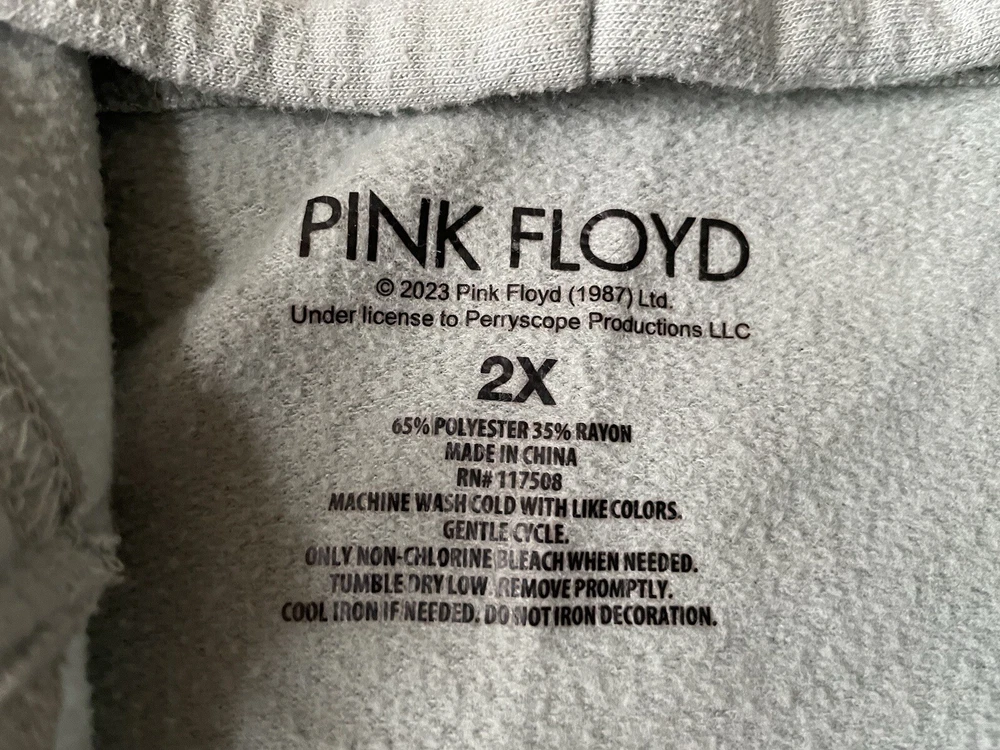 PINK FLOYD
© 2023 Pink Floyd (1987) Ltd.
Under license to Perryscope Productions LLC
2X
65% POLYESTER 35% RAYON
MADE IN CHINA
RN# 117508
MACHINE WASH COLD WITH LIKE COLORS.
GENTLE CYCLE.
ONLY NON-CHLORINE BLEACH WHEN NEEDED.
TUMBLE DRY LOW. REMOVE PROMPTLY.
COOL IRON IF NEEDED. DO NOT IRON DECORATION.